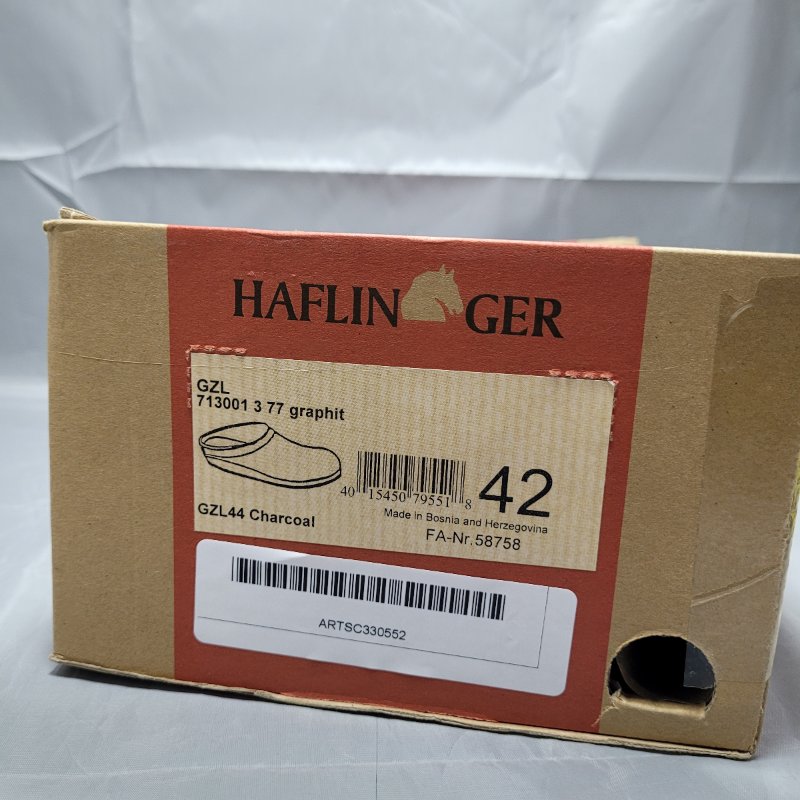 HAFLINGER
GZL
713001 3 77 graphit
40 15450 79551 8
42
Made in Bosnia and Herzegovina
GZL44 Charcoal
FA-Nr.58758
ARTSC330552